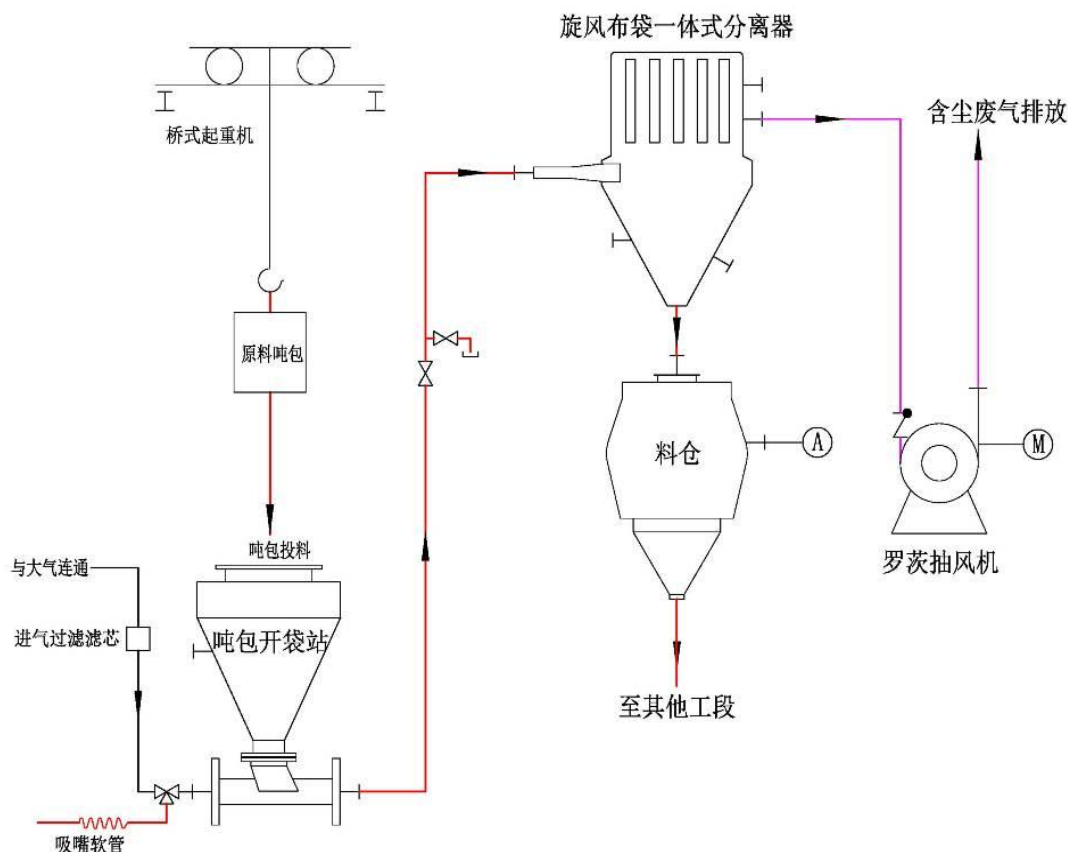 旋风布袋一体式分离器
桥式起重机
含尘废气排放
原料吨包
料仓
A
M
罗茨抽风机
吨包投料
与大气连通
进气过滤滤芯
吨包开袋站
至其他工段
吸嘴软管